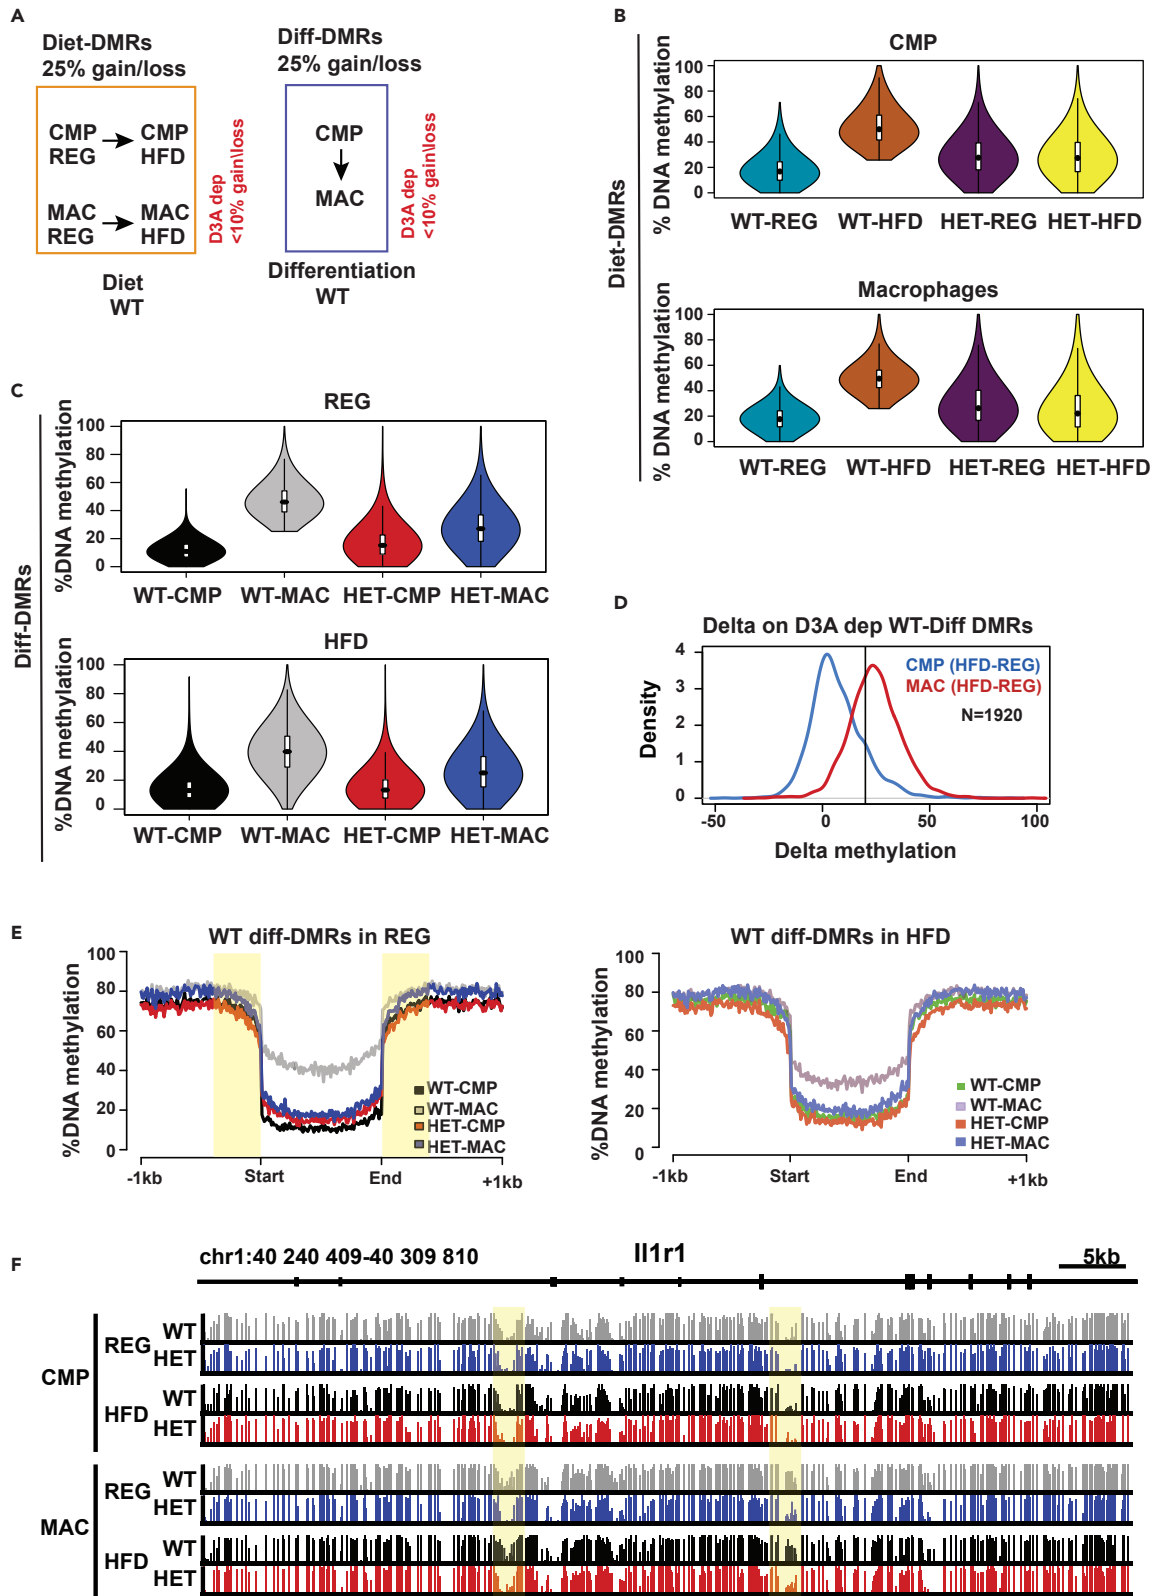 A
Diet-DMRs
25% gain/loss
CMP
REG
CMP
HFD
MAC
REG
MAC
HFD
D3A dep
<10% gain\loss
Diet
WT
Diff-DMRs
25% gain/loss
CMP
MAC
D3A dep
<10% gain\loss
Differentiation
WT
B
Diet-DMRs
CMP
% DNA methylation
100
80
60
40
20
0
WT-REG WT-HFD HET-REG HET-HFD
Macrophages
% DNA methylation
100
80
60
40
20
0
WT-REG WT-HFD HET-REG HET-HFD
C
Diff-DMRs
REG
%DNA methylation
100
80
60
40
20
0
WT-CMP WT-MAC HET-CMP HET-MAC
HFD
%DNA methylation
100
80
60
40
20
0
WT-CMP WT-MAC HET-CMP HET-MAC
D
Delta on D3A dep WT-Diff DMRs
Density
4
3
2
1
0
CMP (HFD-REG)
MAC (HFD-REG)
N=1920
-50 0 50 100
Delta methylation
E
WT diff-DMRs in REG
%DNA methylation
100
80
60
40
20
0
WT-CMP
WT-MAC
HET-CMP
HET-MAC
-1kb Start End +1kb
WT diff-DMRs in HFD
%DNA methylation
100
80
60
40
20
0
WT-CMP
WT-MAC
HET-CMP
HET-MAC
-1kb Start End +1kb
F
chr1:40 240 409-40 309 810
Il1r1
5kb
CMP
REG
WT
HET
HFD
WT
HET
MAC
REG
WT
HET
HFD
WT
HET